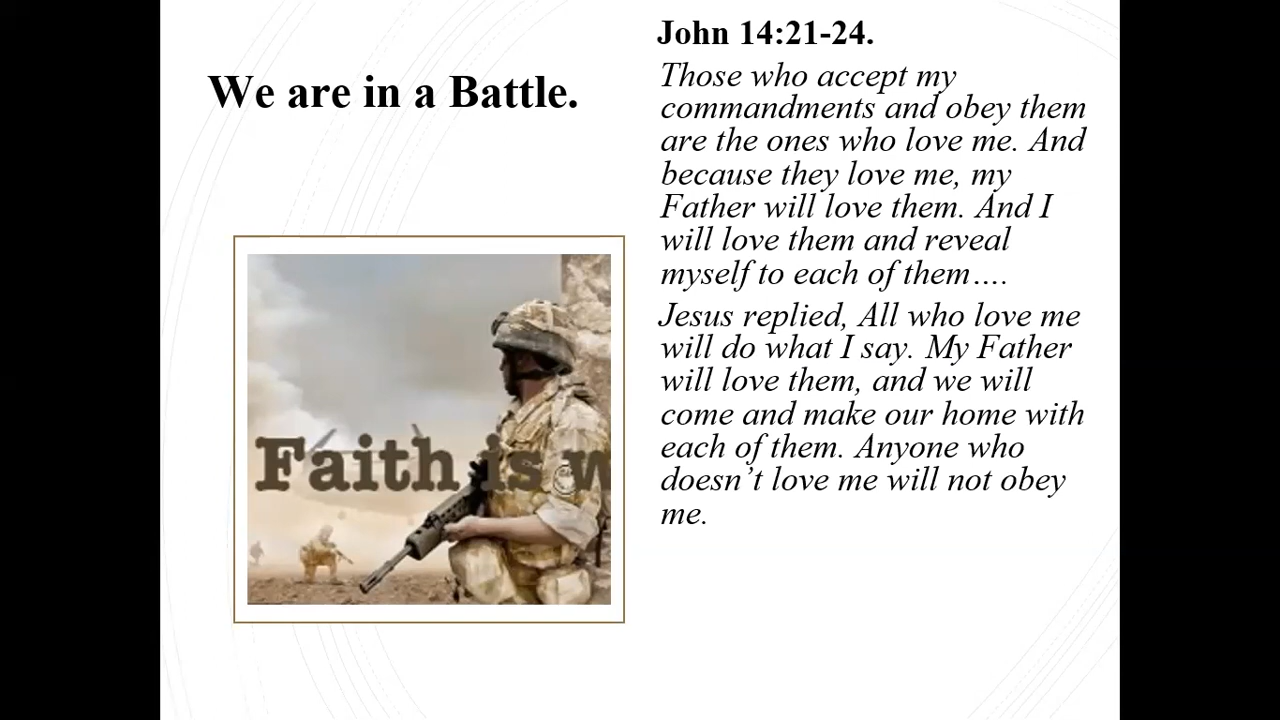 We are in a Battle.
Faith is w
John 14:21-24.
Those who accept my
commandments and obey them
are the ones who love me. And
because they love me, my
Father will love them. And I
will love them and reveal
myself to each of them….
Jesus replied, All who love me
will do what I say. My Father
will love them, and we will
come and make our home with
each of them. Anyone who
doesn’t love me will not obey
me.